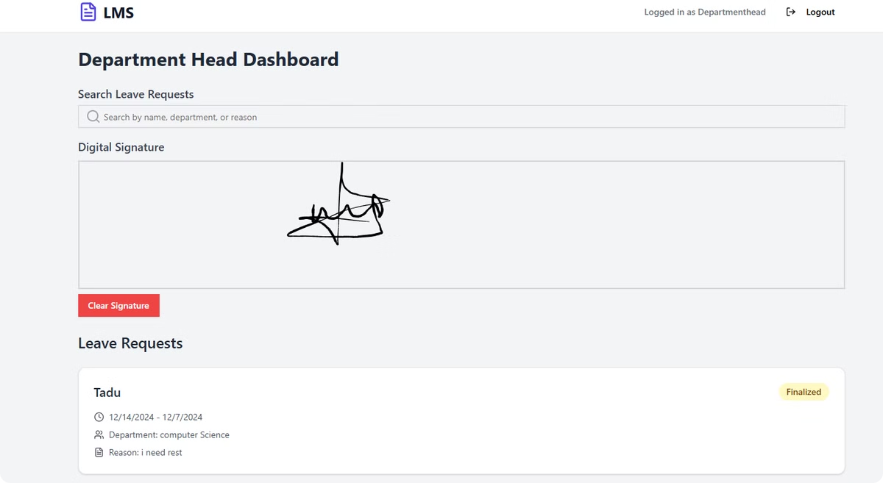 LMS
Logged in as Departmenthead
Logout
Department Head Dashboard
Search Leave Requests
Search by name, department, or reason
Digital Signature
Clear Signature
Leave Requests
Tadu
Finalized
12/14/2024 - 12/7/2024
Department: computer Science
Reason: i need rest